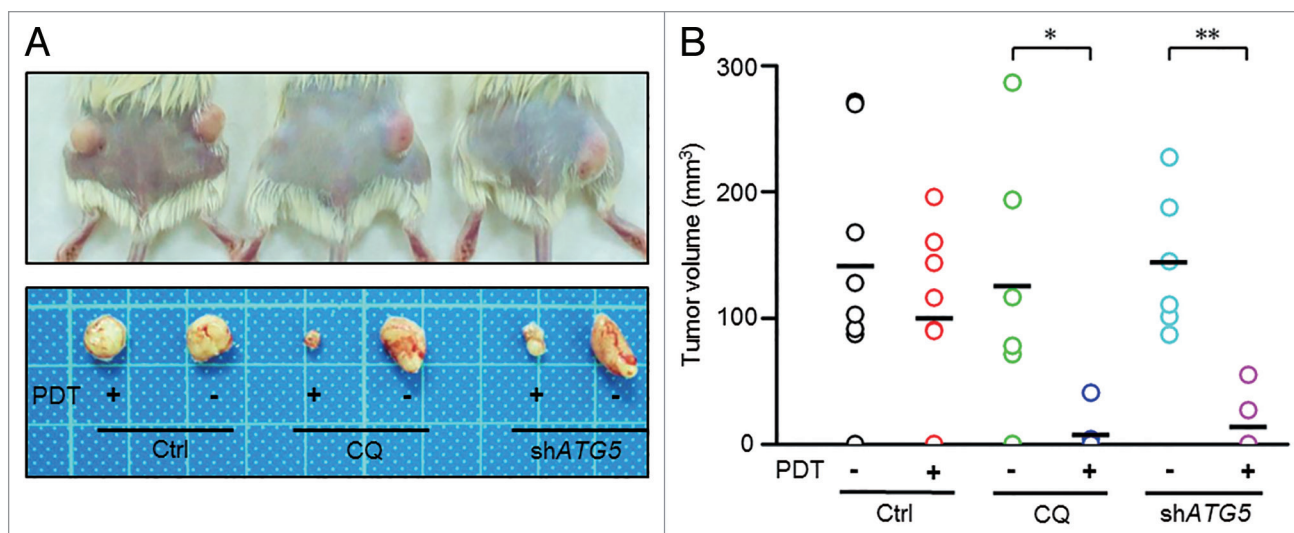 A
PDT + - + - + -
Ctrl CQ shATG5
B
* **
Tumor volume (mm³)
300
200
100
0
PDT - + - + - +
Ctrl CQ shATG5